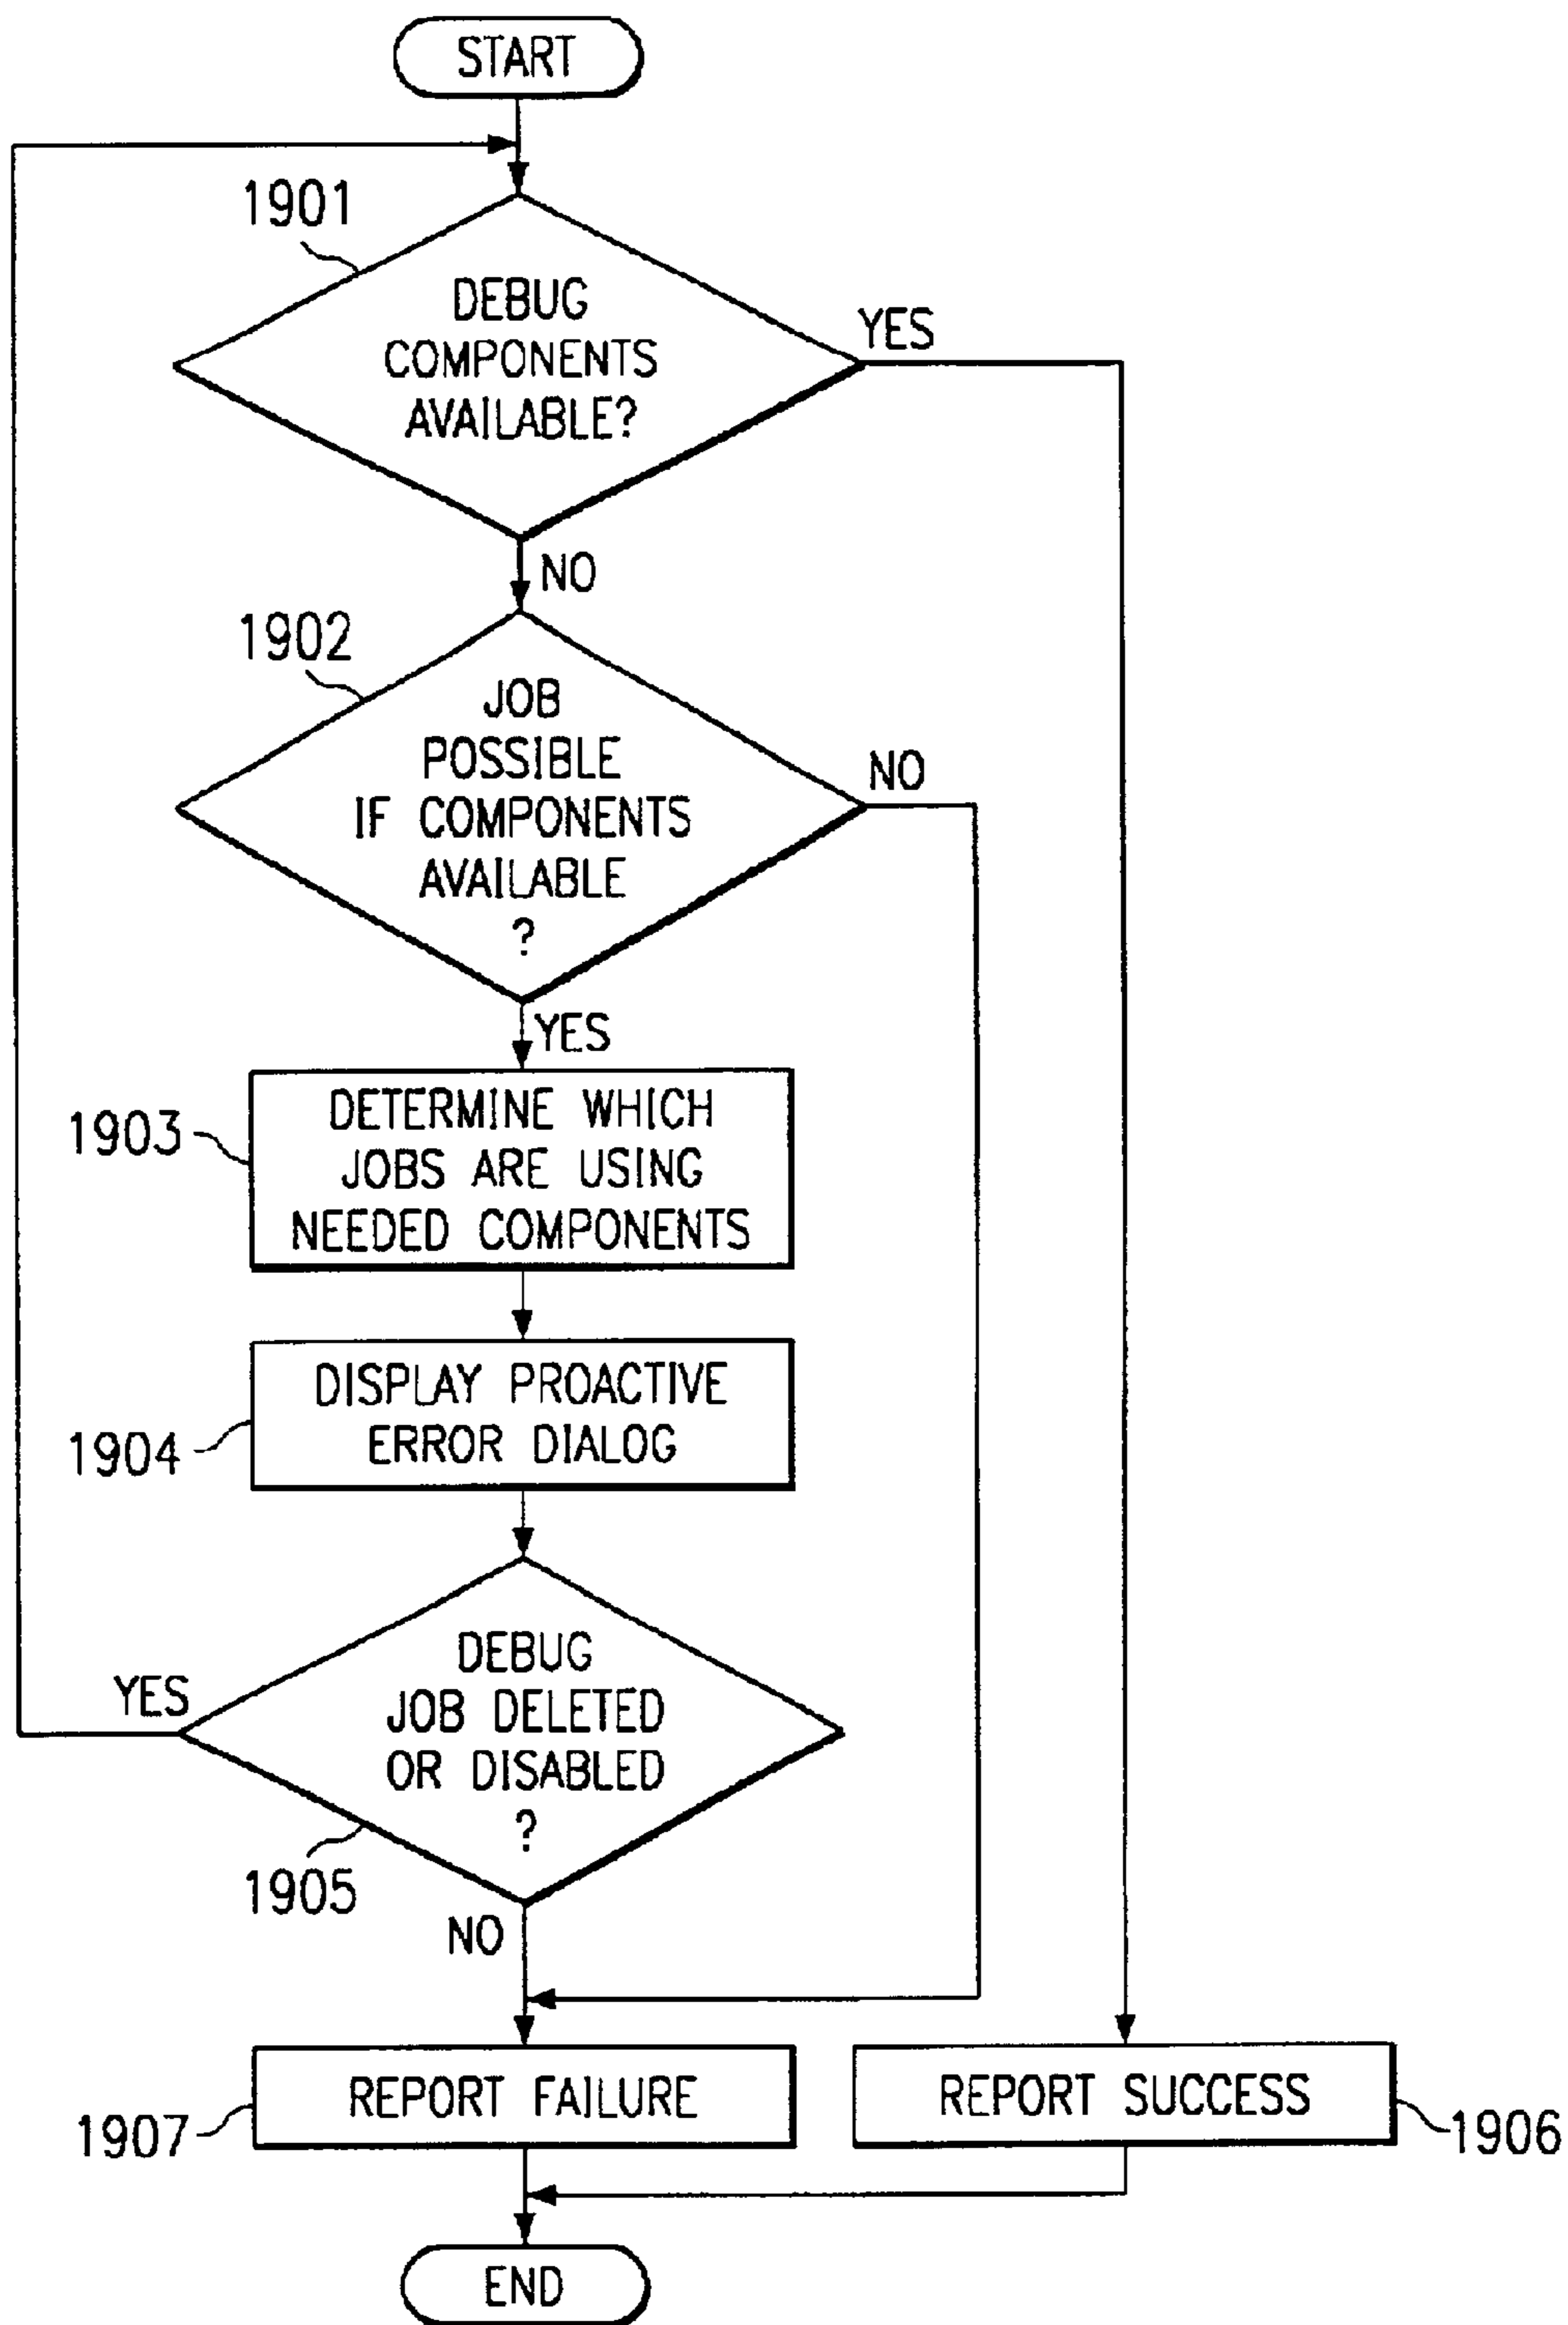 START
1901
DEBUG
COMPONENTS
AVAILABLE?
YES
NO
1902
JOB
POSSIBLE
IF COMPONENTS
AVAILABLE
?
NO
YES
1903
DETERMINE WHICH
JOBS ARE USING
NEEDED COMPONENTS
1904
DISPLAY PROACTIVE
ERROR DIALOG
DEBUG
JOB DELETED
OR DISABLED
?
YES
1905
NO
REPORT FAILURE
1907
REPORT SUCCESS
1906
END